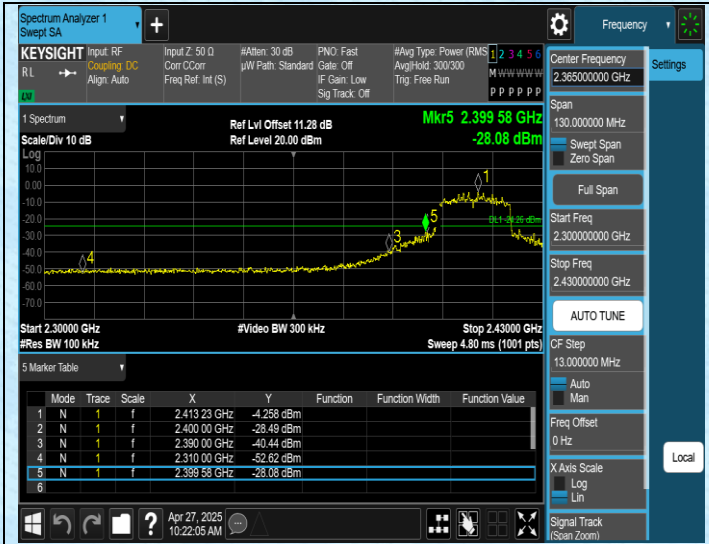 Spectrum Analyzer 1
Swept SA
+
Frequency
KEYSIGHT
RL
LXI
Input: RF
Coupling: DC
Align: Auto
Input Z: 50 Ω
Corr CCorr
Freq Ref: Int (S)
#Atten: 30 dB
µW Path: Standard
PNO: Fast
Gate: Off
IF Gain: Low
Sig Track: Off
#Avg Type: Power (RMS
Avg|Hold: 300/300
Trig: Free Run
1 2 3 4 5 6
M W W W W W
P P P P P P
1 Spectrum
Scale/Div 10 dB
Ref Lvl Offset 11.28 dB
Ref Level 20.00 dBm
Mkr5 2.399 58 GHz
-28.08 dBm
Log
10.0
0.00
-10.0
-20.0
-30.0
-40.0
-50.0
-60.0
-70.0
1
5
DL1 -24.26 dBm
3
4
Start 2.30000 GHz
#Video BW 300 kHz
Stop 2.43000 GHz
#Res BW 100 kHz
Sweep 4.80 ms (1001 pts)
5 Marker Table
Mode Trace Scale X Y Function Function Width Function Value
1 N 1 f 2.413 23 GHz -4.258 dBm
2 N 1 f 2.400 00 GHz -28.49 dBm
3 N 1 f 2.390 00 GHz -40.44 dBm
4 N 1 f 2.310 00 GHz -52.62 dBm
5 N 1 f 2.399 58 GHz -28.08 dBm
6
?
Apr 27, 2025
10:22:05 AM
Center Frequency
2.365000000 GHz
Settings
Span
130.000000 MHz
Swept Span
Zero Span
Full Span
Start Freq
2.300000000 GHz
Stop Freq
2.430000000 GHz
AUTO TUNE
CF Step
13.000000 MHz
Auto
Man
Freq Offset
0 Hz
Local
X Axis Scale
Log
Lin
Signal Track
(Span Zoom)